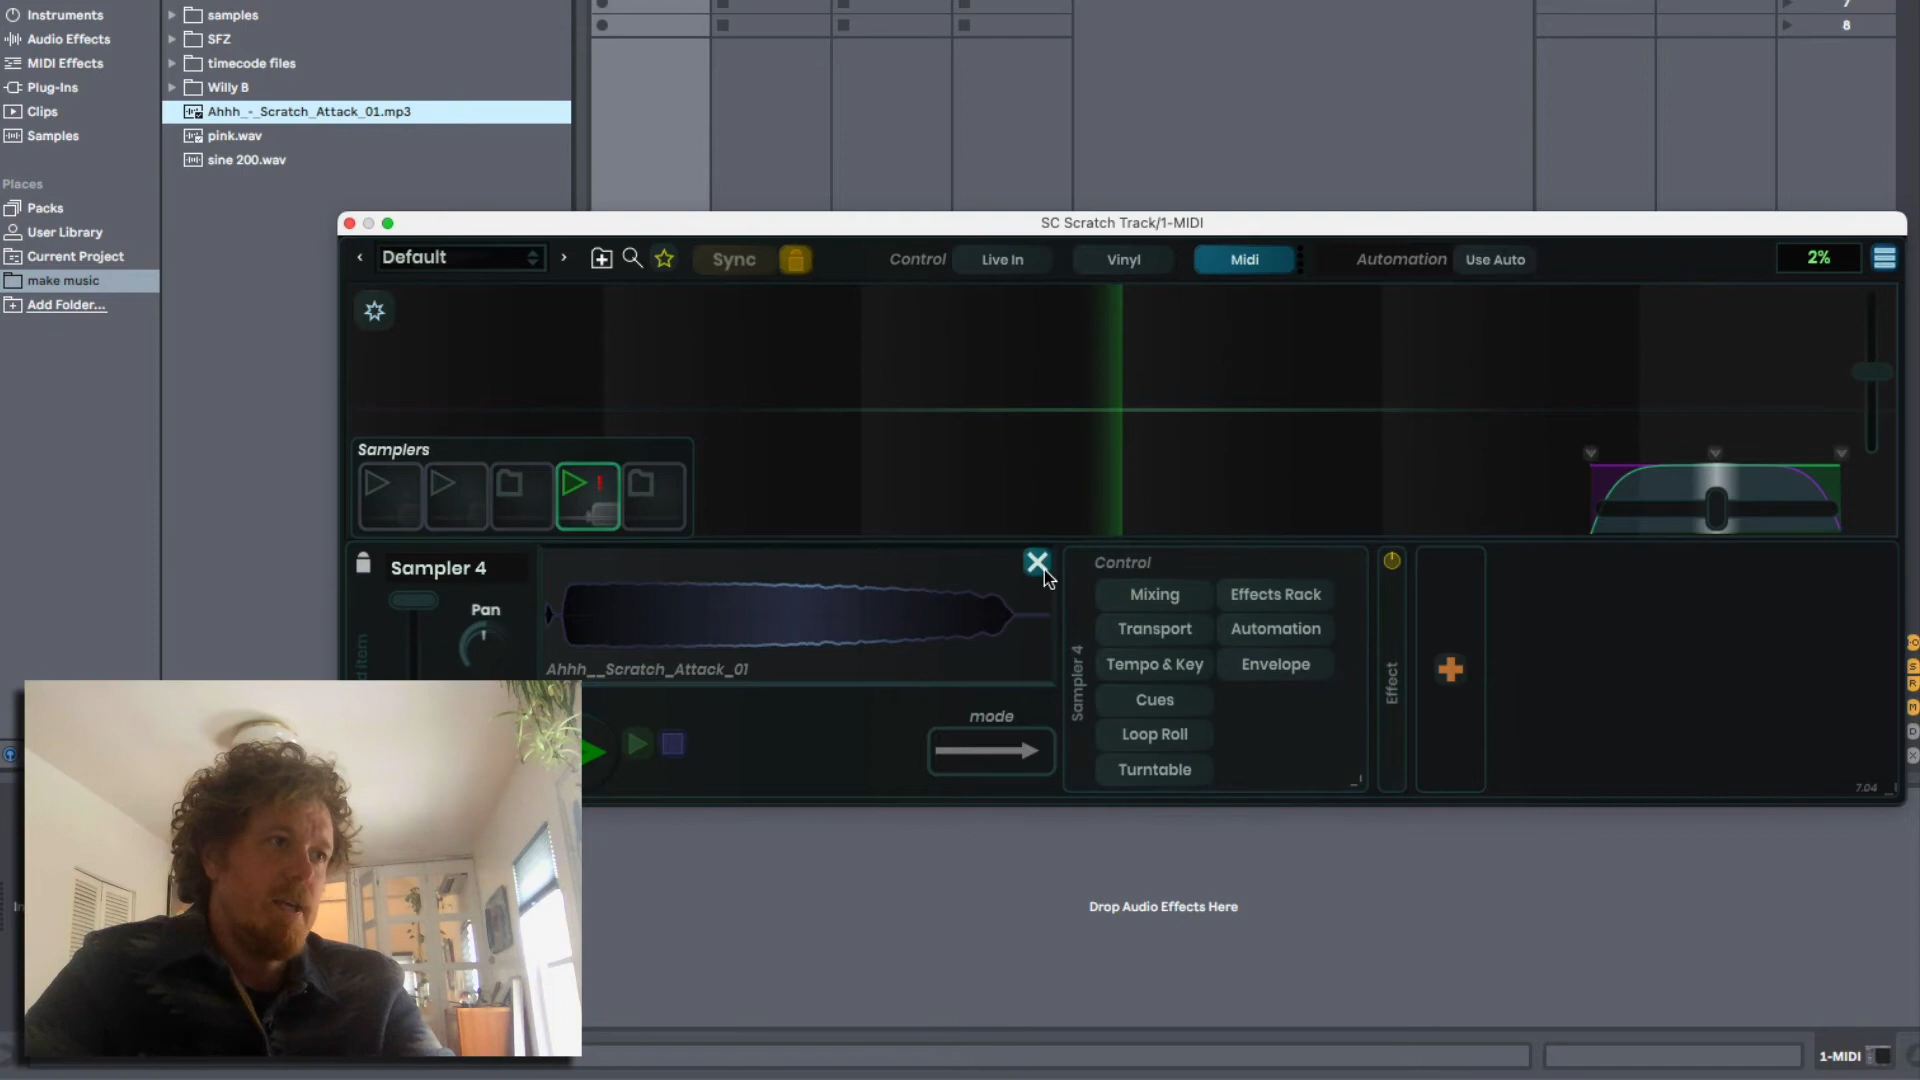 Instruments
Audio Effects
MIDI Effects
Plug-Ins
Clips
Samples
Places
Packs
User Library
Current Project
make music
Add Folder...
samples
SFZ
timecode files
Willy B
Ahhh_-_Scratch_Attack_01.mp3
pink.wav
sine 200.wav
7
8
SC Scratch Track/1-MIDI
Default
Sync
Control
Live In
Vinyl
Midi
Automation
Use Auto
2%
Samplers
1
Sampler 4
Pan
Ahhh__Scratch_Attack_01
mode
Sampler 4
Control
Mixing
Effects Rack
Transport
Automation
Tempo & Key
Envelope
Cues
Loop Roll
Turntable
Effect
7.04
S
R
M
D
X
Drop Audio Effects Here
1-MIDI